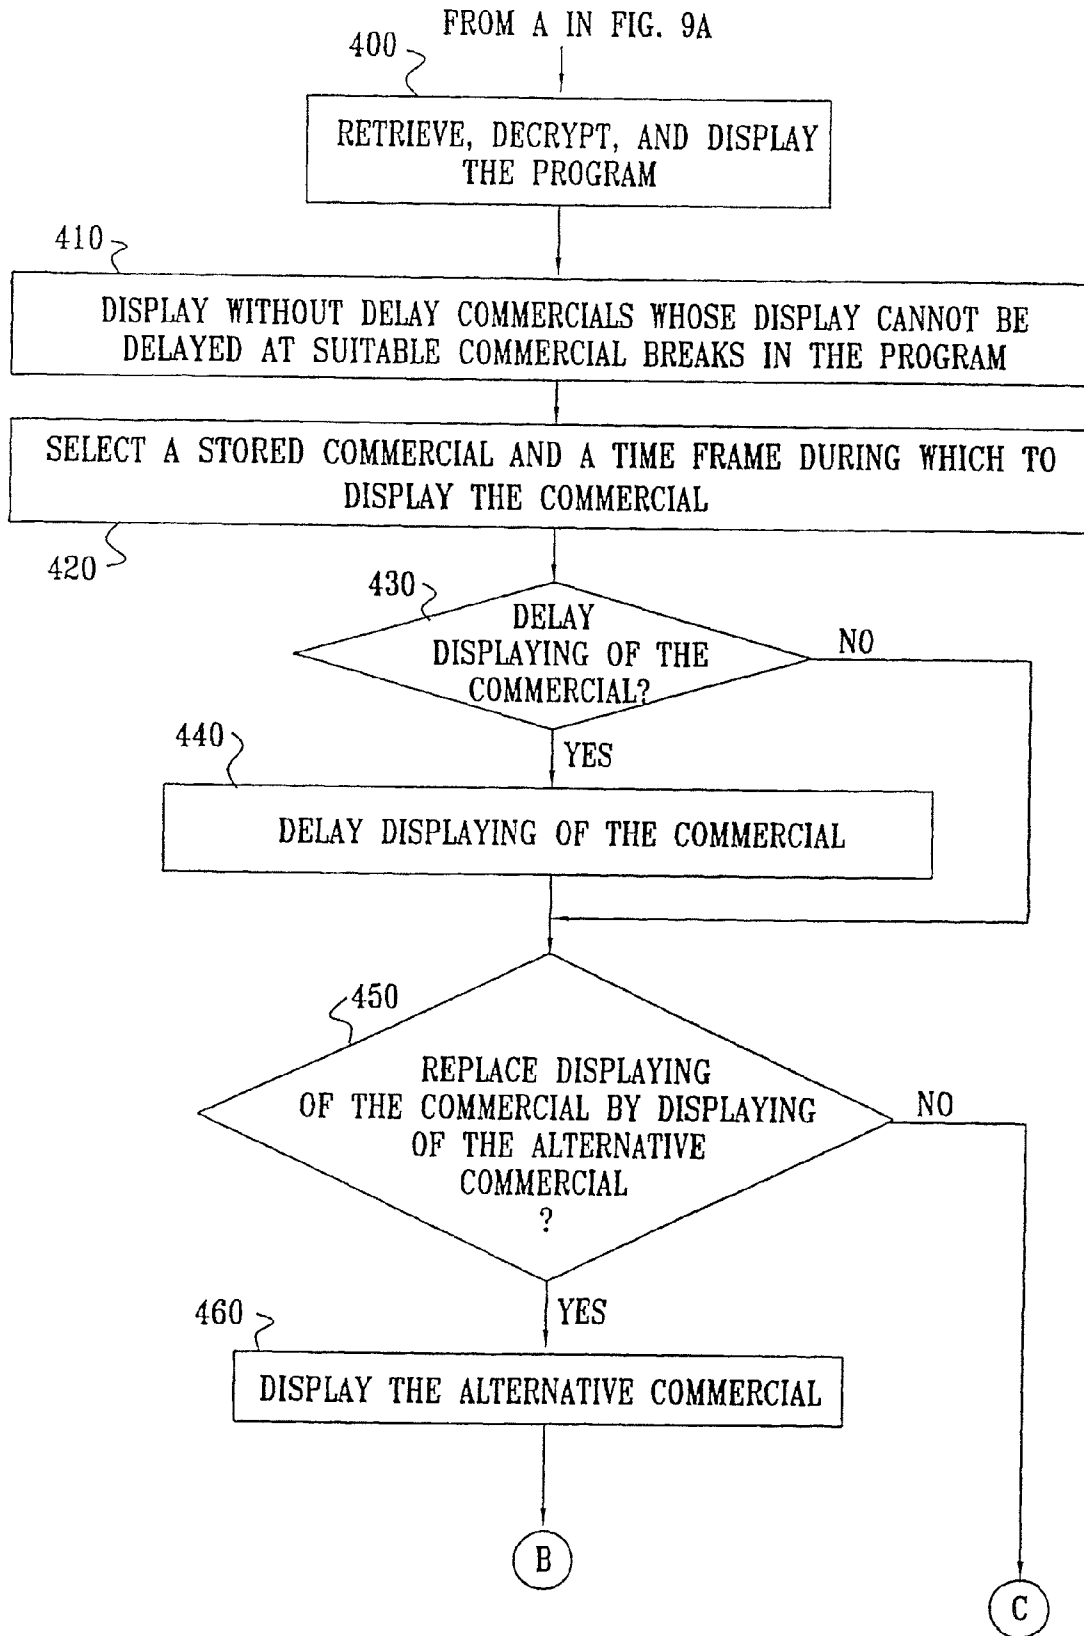 FROM A IN FIG. 9A
400
RETRIEVE, DECRYPT, AND DISPLAY
THE PROGRAM
410
DISPLAY WITHOUT DELAY COMMERCIALS WHOSE DISPLAY CANNOT BE
DELAYED AT SUITABLE COMMERCIAL BREAKS IN THE PROGRAM
SELECT A STORED COMMERCIAL AND A TIME FRAME DURING WHICH TO
DISPLAY THE COMMERCIAL
420
430
DELAY
DISPLAYING OF THE
COMMERCIAL?
NO
YES
440
DELAY DISPLAYING OF THE COMMERCIAL
450
REPLACE DISPLAYING
OF THE COMMERCIAL BY DISPLAYING
OF THE ALTERNATIVE
COMMERCIAL
?
NO
YES
460
DISPLAY THE ALTERNATIVE COMMERCIAL
B
C